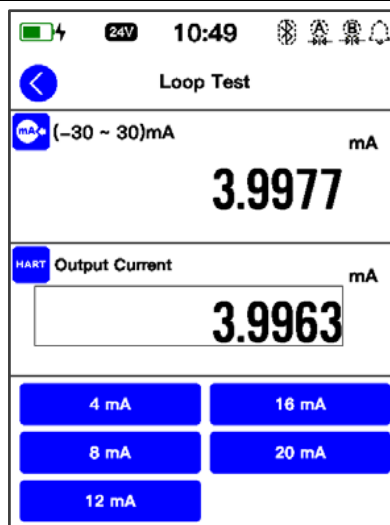 24V 10:49 A B
Loop Test
mA (-30 ~ 30)mA
mA
3.9977
HART Output Current
mA
3.9963
4 mA 16 mA
8 mA 20 mA
12 mA